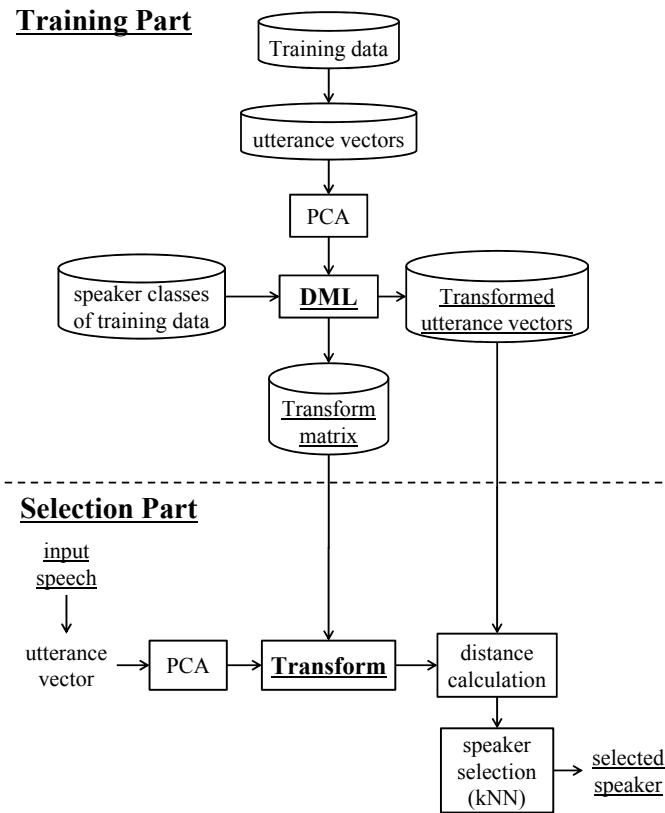 Training Part
Training data
utterance vectors
PCA
speaker classes
of training data
DML
Transformed
utterance vectors
Transform
matrix
Selection Part
input
speech
utterance
vector
PCA
Transform
distance
calculation
speaker
selection
(kNN)
selected
speaker